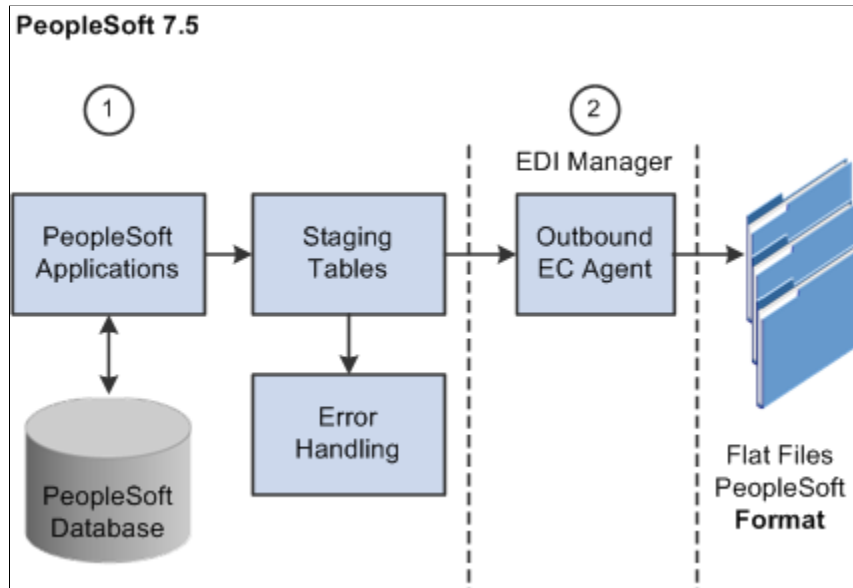 PeopleSoft 7.5
1
2
EDI Manager
PeopleSoft
Applications
Staging
Tables
Outbound
EC Agent
Error
Handling
PeopleSoft
Database
Flat Files
PeopleSoft
Format